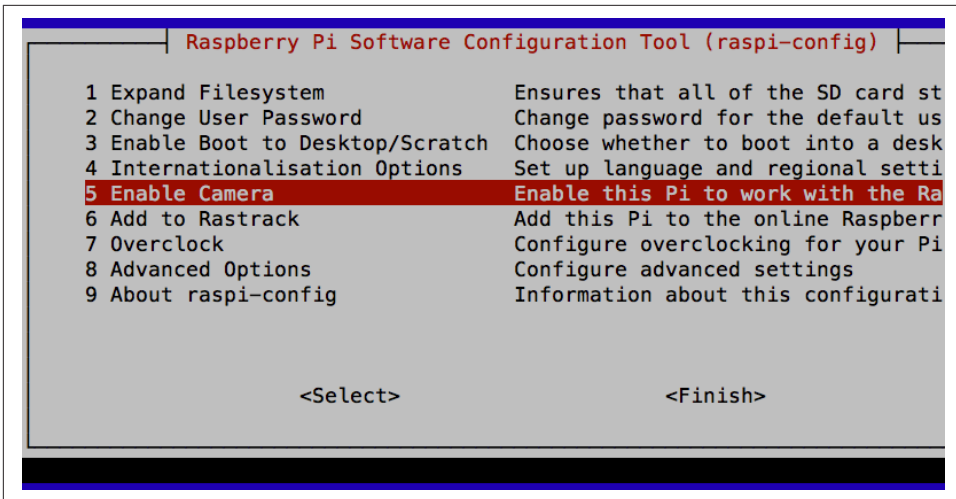 Raspberry Pi Software Configuration Tool (raspi-config)
1 Expand Filesystem Ensures that all of the SD card st
2 Change User Password Change password for the default us
3 Enable Boot to Desktop/Scratch Choose whether to boot into a desk
4 Internationalisation Options Set up language and regional setti
5 Enable Camera Enable this Pi to work with the Ra
6 Add to Rastrack Add this Pi to the online Raspberr
7 Overclock Configure overclocking for your Pi
8 Advanced Options Configure advanced settings
9 About raspi-config Information about this configurati
<Select> <Finish>